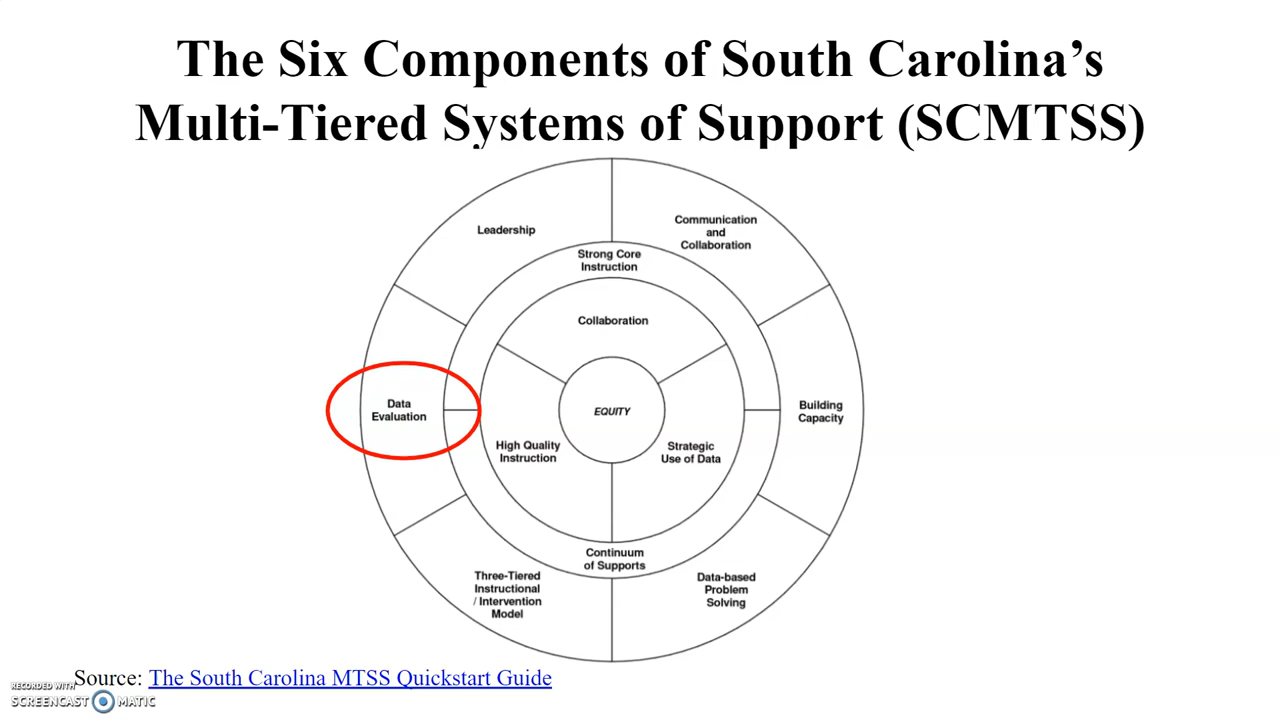 The Six Components of South Carolina’s
Multi-Tiered Systems of Support (SCMTSS)
Leadership
Communication
and
Collaboration
Strong Core
Instruction
Collaboration
Data
Evaluation
EQUITY
Building
Capacity
High Quality
Instruction
Strategic
Use of Data
Continuum
of Supports
Three-Tiered
Instructional
/ Intervention
Model
Data-based
Problem
Solving
Source: The South Carolina MTSS Quickstart Guide
RECORDED WITH
SCREENCAST MATIC